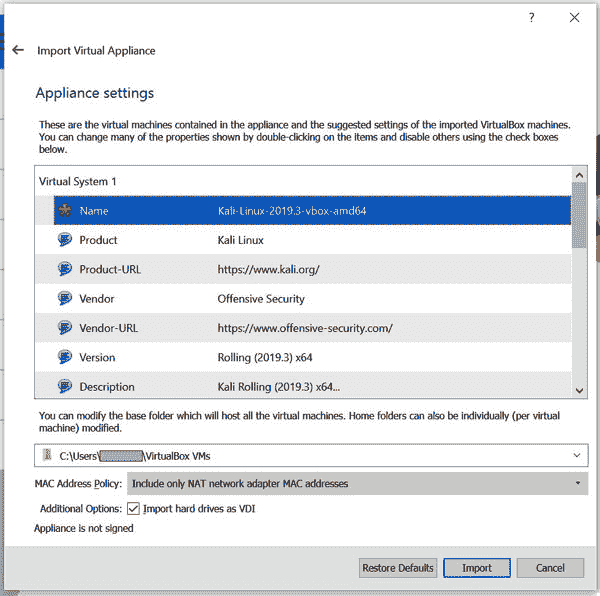 ?
Import Virtual Appliance
Appliance settings
These are the virtual machines contained in the appliance and the suggested settings of the imported VirtualBox machines.
You can change many of the properties shown by double-clicking on the items and disable others using the check boxes
below.
Virtual System 1
Name Kali-Linux-2019.3-vbox-amd64
Product Kali Linux
Product-URL https://www.kali.org/
Vendor Offensive Security
Vendor-URL https://www.offensive-security.com/
Version Rolling (2019.3) x64
Description Kali Rolling (2019.3) x64...
You can modify the base folder which will host all the virtual machines. Home folders can also be individually (per virtual
machine) modified.
C:\Users\ \VirtualBox VMs
MAC Address Policy: Include only NAT network adapter MAC addresses
Additional Options: Import hard drives as VDI
Appliance is not signed
Restore Defaults Import Cancel